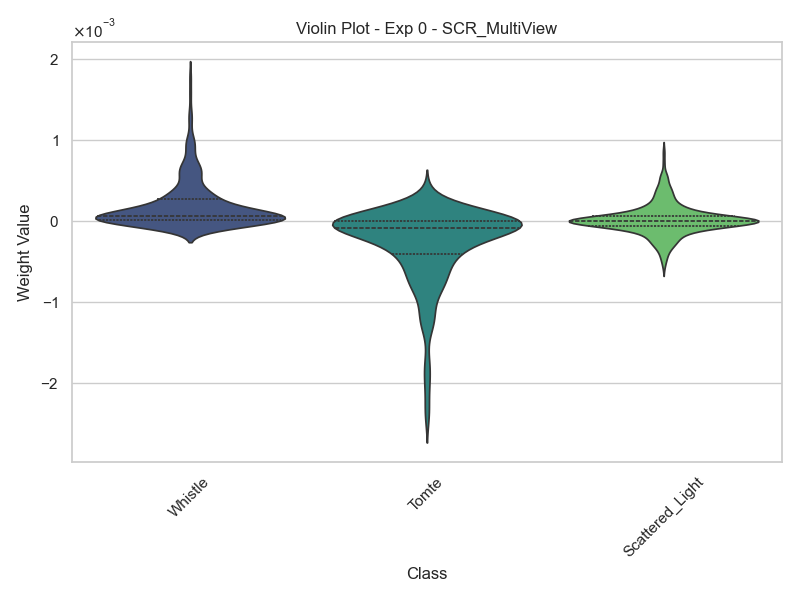 Violin Plot - Exp 0 - SCR_MultiView
×10⁻³
2
1
0
−1
−2
Weight Value
Whistle
Tomte
Scattered_Light
Class